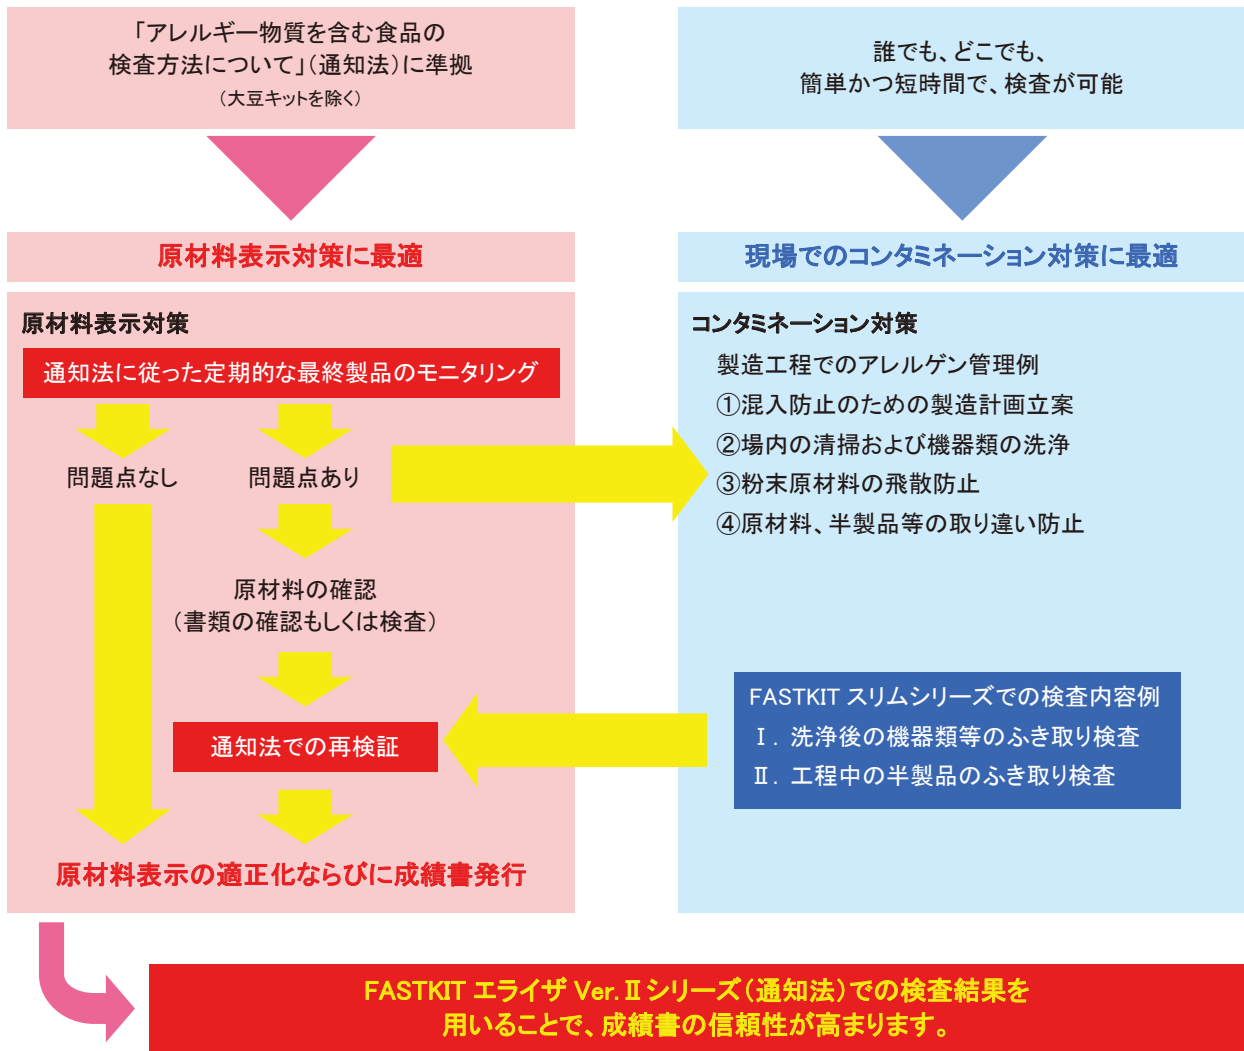 「アレルギー物質を含む食品の
検査方法について」（通知法）に準拠
（大豆キットを除く）
原材料表示対策に最適
原材料表示対策
通知法に従った定期的な最終製品のモニタリング
問題点なし
問題点あり
原材料の確認
（書類の確認もしくは検査）
通知法での再検証
原材料表示の適正化ならびに成績書発行
誰でも、どこでも、
簡単かつ短時間で、検査が可能
現場でのコンタミネーション対策に最適
コンタミネーション対策
製造工程でのアレルゲン管理例
①混入防止のための製造計画立案
②場内の清掃および機器類の洗浄
③粉末原材料の飛散防止
④原材料、半製品等の取り違い防止
FASTKIT スリムシリーズでの検査内容例
Ⅰ．洗浄後の機器類等のふき取り検査
Ⅱ．工程中の半製品のふき取り検査
FASTKIT エライザ Ver.Ⅱシリーズ（通知法）での検査結果を
用いることで、成績書の信頼性が高まります。